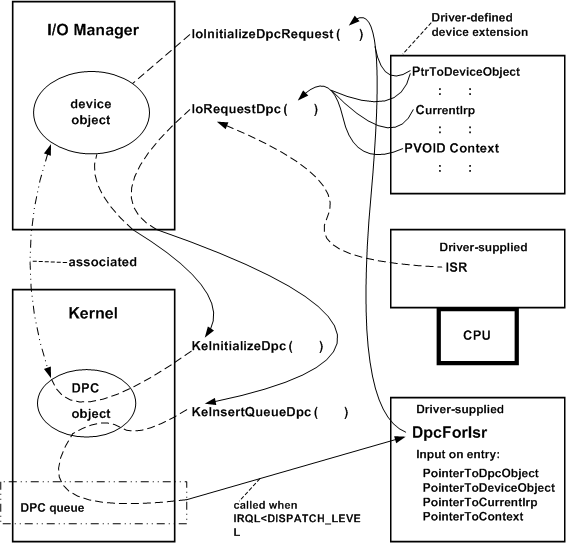 I/O Manager
device
object
associated
Kernel
DPC
object
DPC queue
IoInitializeDpcRequest( )
IoRequestDpc( )
KeInitializeDpc( )
KeInsertQueueDpc( )
called when
IRQL<DISPATCH_LEVE
L
Driver-defined
device extension
PtrToDeviceObject
: :
CurrentIrp
: :
PVOID Context
: :
Driver-supplied
ISR
CPU
Driver-supplied
DpcForIsr
Input on entry:
PointerToDpcObject
PointerToDeviceObject
PointerToCurrentIrp
PointerToContext